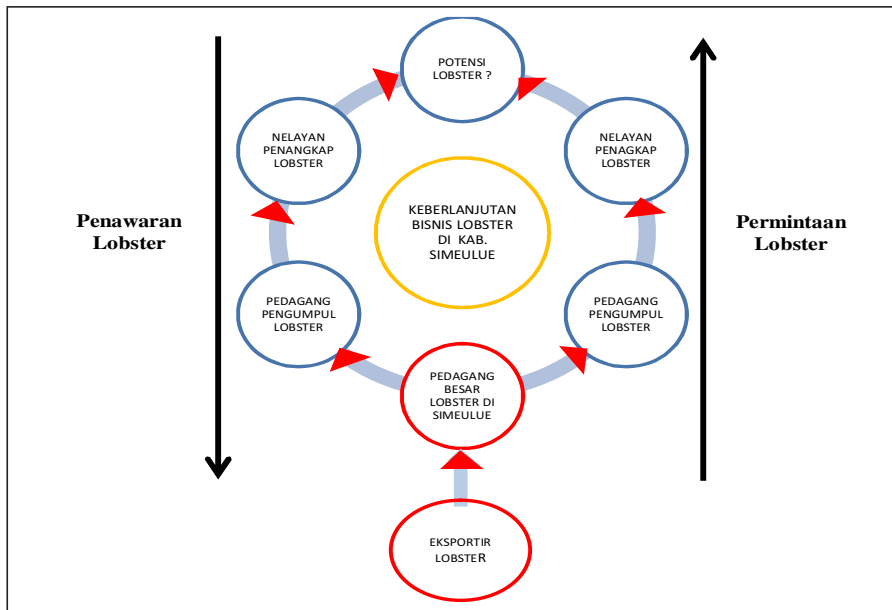 POTENSI
LOBSTER ?
NELAYAN
PENANGKAP
LOBSTER
NELAYAN
PENAGKAP
LOBSTER
Penawaran
Lobster
KEBERLANJUTAN
BISNIS LOBSTER
DI KAB.
SIMEULUE
Permintaan
Lobster
PEDAGANG
PENGUMPUL
LOBSTER
PEDAGANG
PENGUMPUL
LOBSTER
PEDAGANG
BESAR
LOBSTER DI
SIMEULUE
EKSPORTIR
LOBSTER